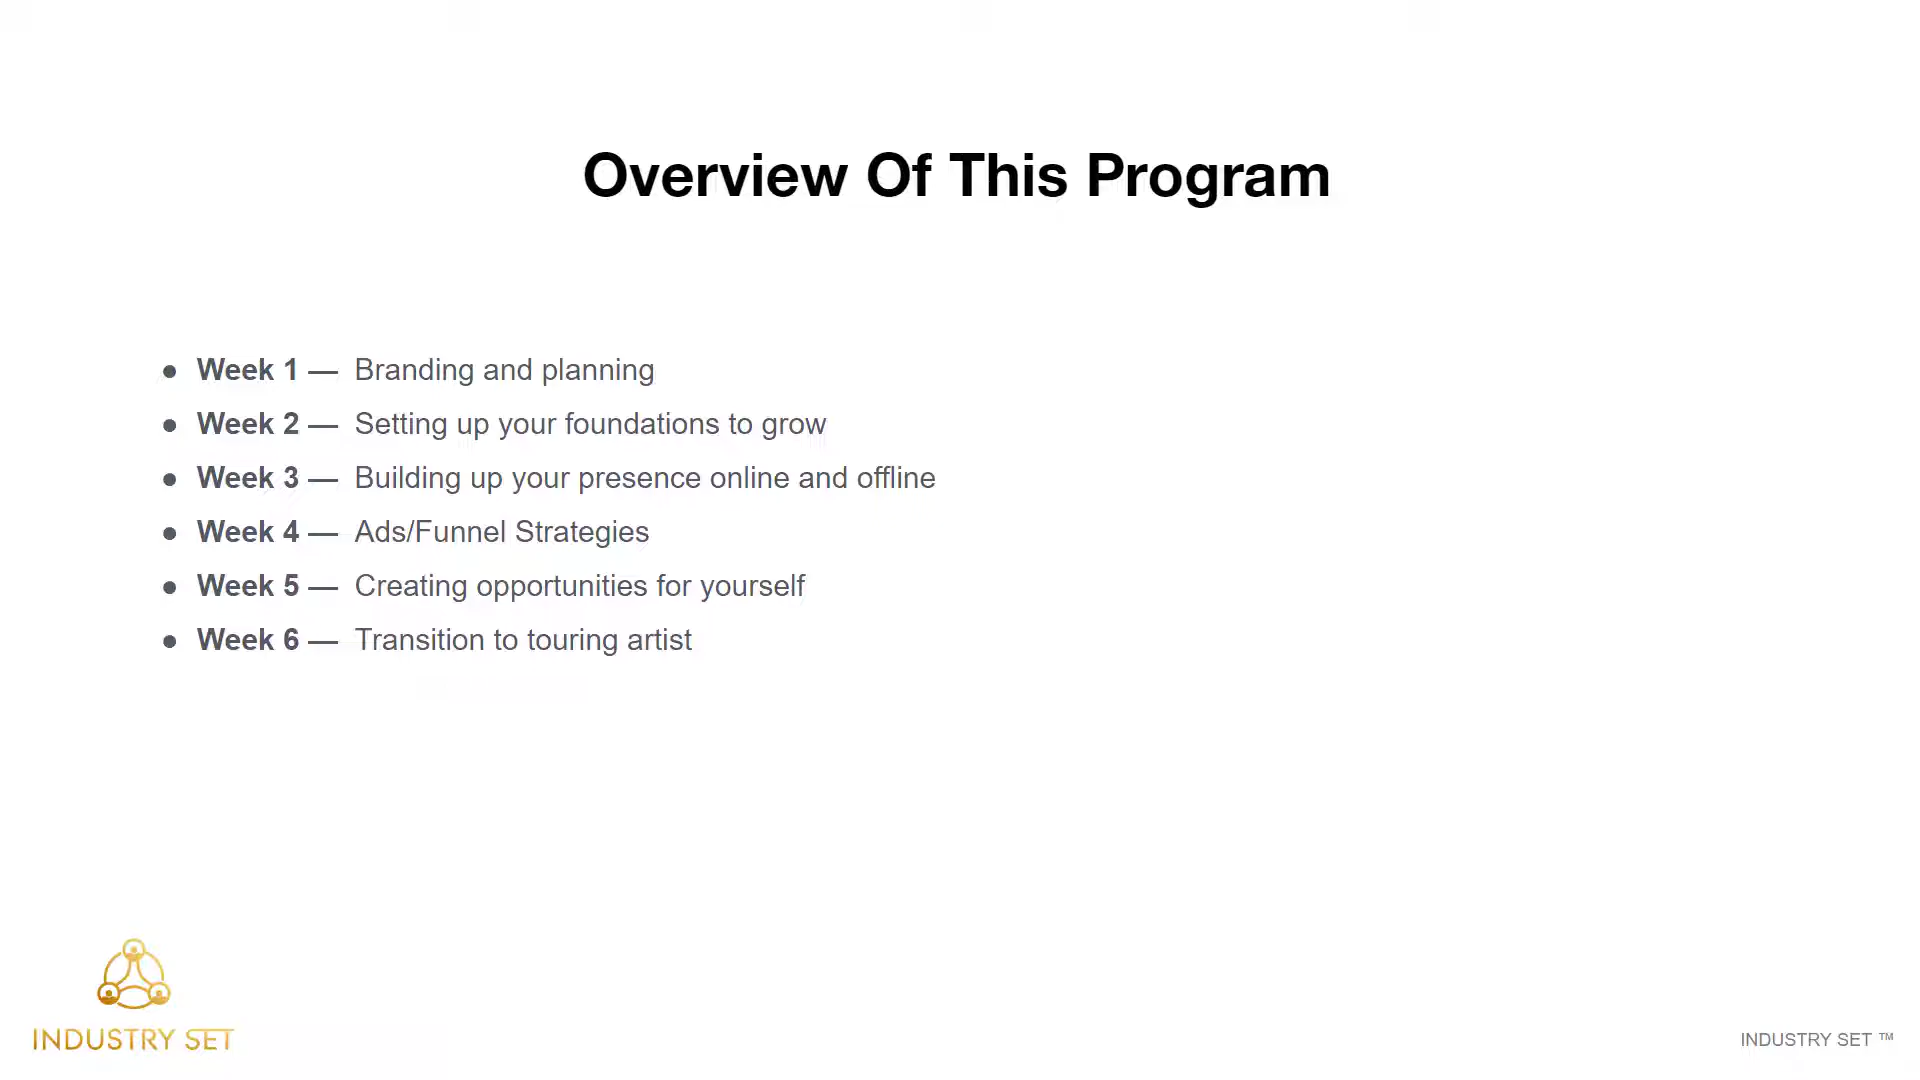 Overview Of This Program
● Week 1 — Branding and planning
● Week 2 — Setting up your foundations to grow
● Week 3 — Building up your presence online and offline
● Week 4 — Ads/Funnel Strategies
● Week 5 — Creating opportunities for yourself
● Week 6 — Transition to touring artist
INDUSTRY SET
INDUSTRY SET ™